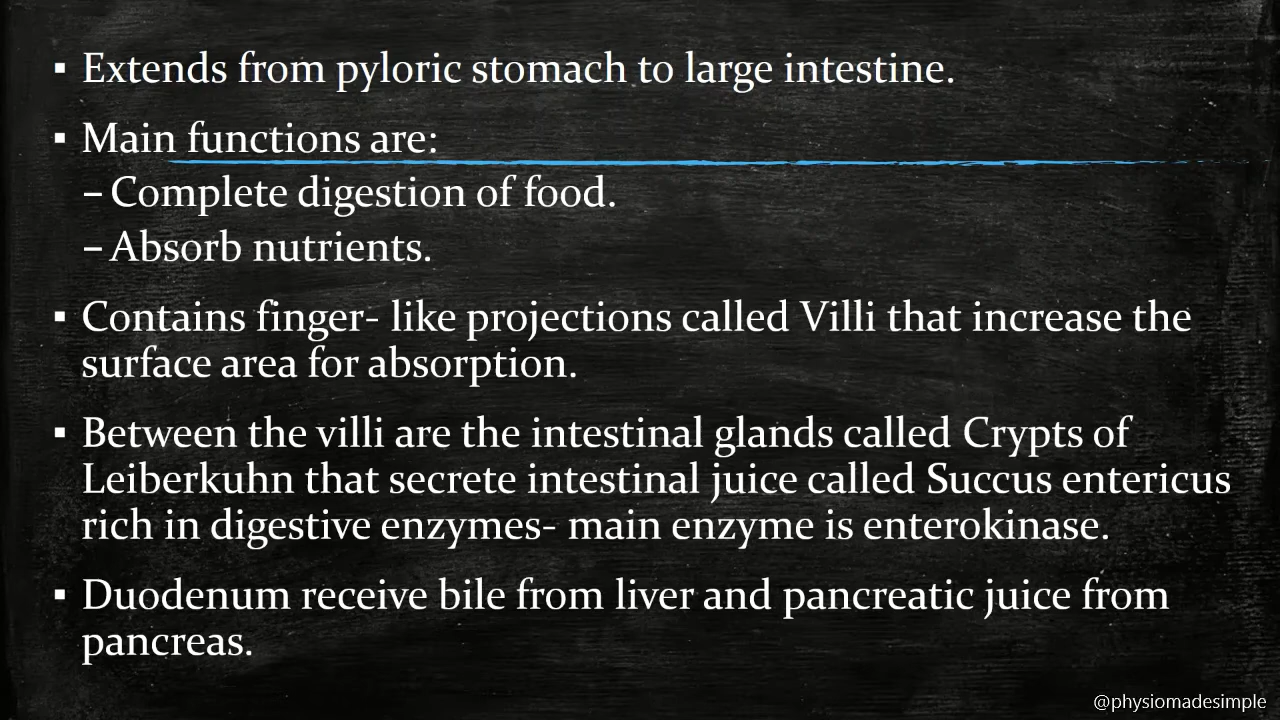 ▪ Extends from pyloric stomach to large intestine.
▪ Main functions are:
– Complete digestion of food.
– Absorb nutrients.
▪ Contains finger- like projections called Villi that increase the
surface area for absorption.
▪ Between the villi are the intestinal glands called Crypts of
Leiberkuhn that secrete intestinal juice called Succus entericus
rich in digestive enzymes- main enzyme is enterokinase.
▪ Duodenum receive bile from liver and pancreatic juice from
pancreas.
@physiomadesimple